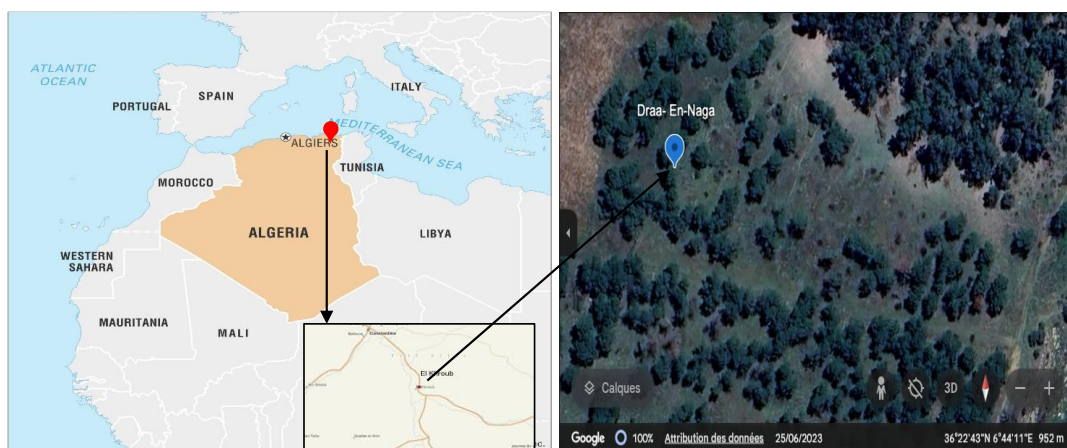 ATLANTIC
OCEAN
PORTUGAL
SPAIN
ITALY
MEDITERRANEAN SEA
ALGIERS
TUNISIA
MOROCCO
ALGERIA
LIBYA
WESTERN
SAHARA
MAURITANIA
MALI
Constantine
El Khroub
Draa- En-Naga
Calques
3D
Google 100% Attribution des données 25/06/2023 36°22'43"N 6°44'11"E 952 m